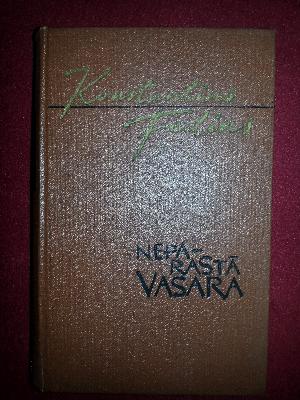 Konstantīns
Fedins
NEPA-
RASTĀ
VASARA